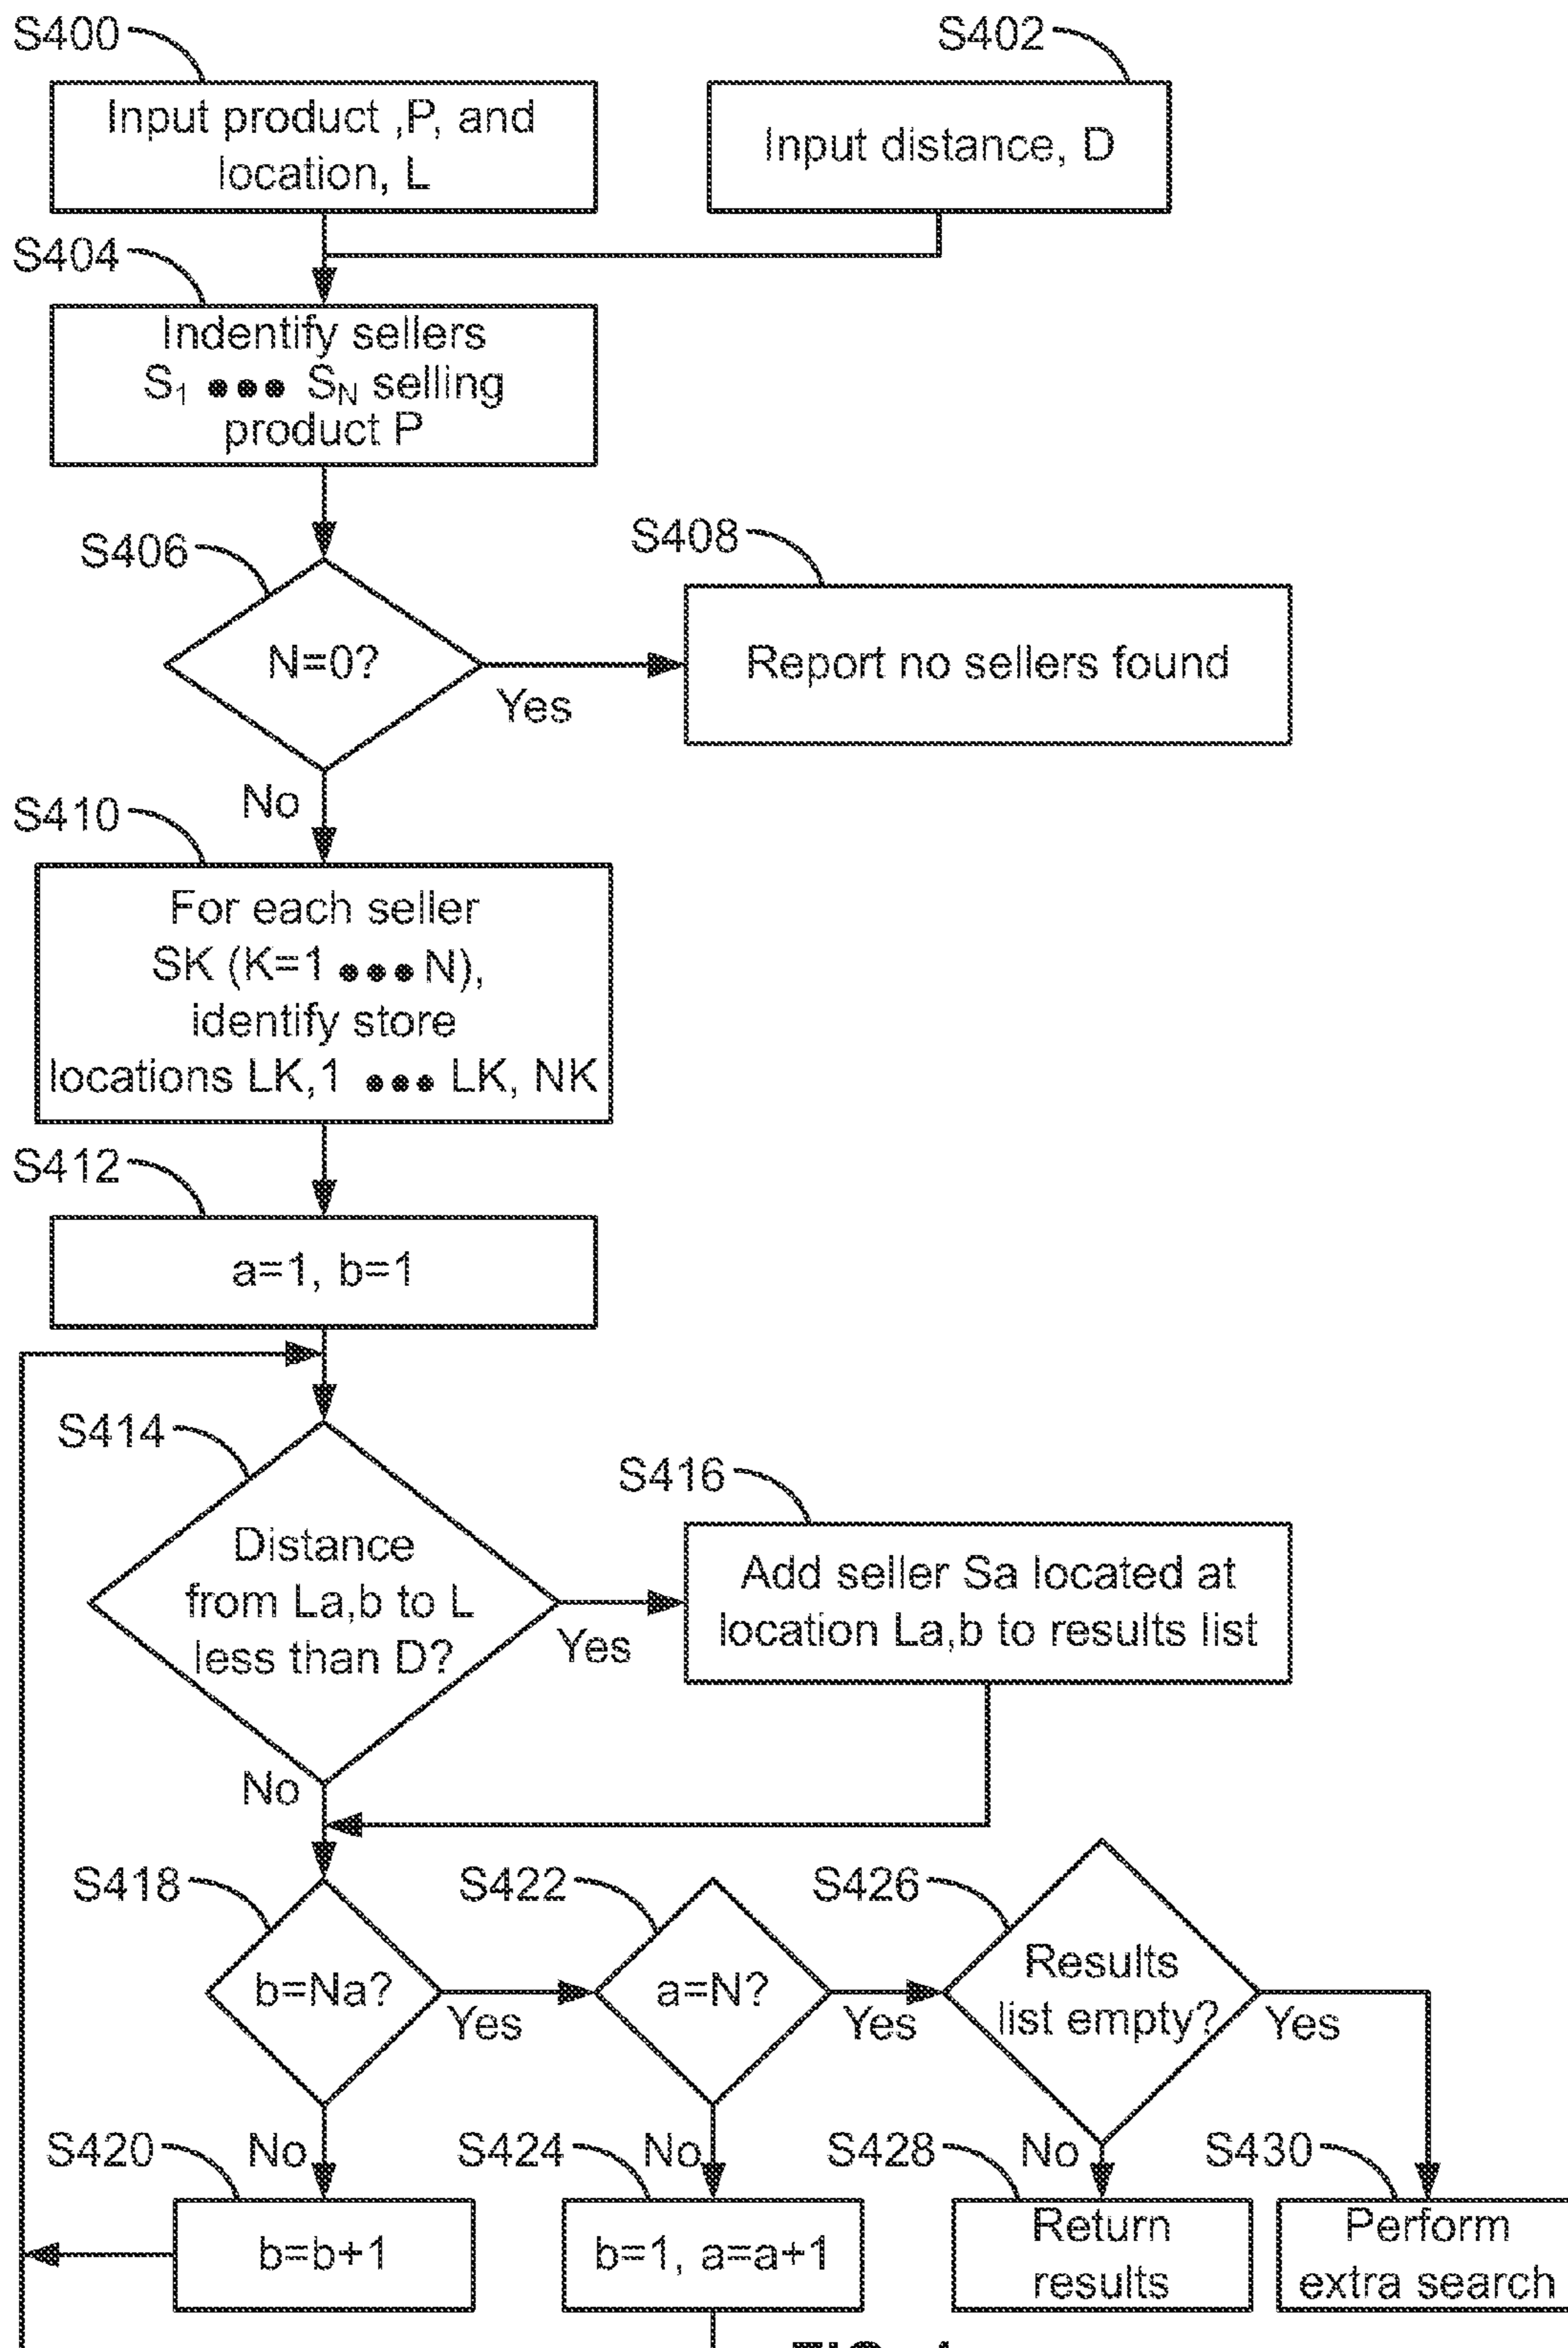 S400
S402
Input product ,P, and
location, L
Input distance, D
S404
Indentify sellers
S1 ••• SN selling
product P
S406
S408
N=0?
Report no sellers found
Yes
No
S410
For each seller
SK (K=1 ••• N),
identify store
locations LK,1 ••• LK, NK
S412
a=1, b=1
S414
S416
Distance
from La,b to L
less than D?
Yes
Add seller Sa located at
location La,b to results list
No
S418
S422
S426
b=Na?
Yes
a=N?
Yes
Results
list empty?
Yes
S420
No
S424
No
S428
No
S430
b=b+1
b=1, a=a+1
Return
results
Perform
extra search